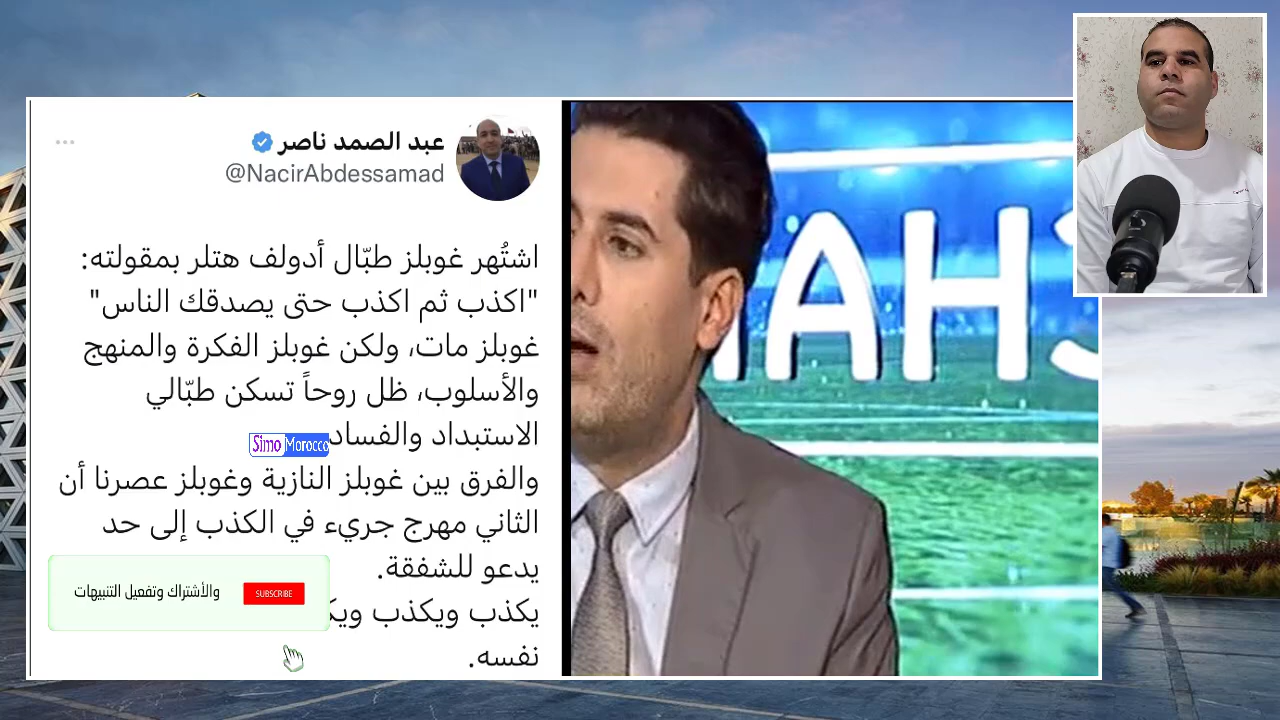 عبد الصمد ناصر
@NacirAbdessamad
اشتُهر غوبلز طبّال أدولف هتلر بمقولته:
"اكذب ثم اكذب حتى يصدقك الناس"
غوبلز مات، ولكن غوبلز الفكرة والمنهج
والأسلوب، ظل روحاً تسكن طبّالي
الاستبداد والفساد
Simo Morocco
والفرق بين غوبلز النازية وغوبلز عصرنا أن
الثاني مهرج جريء في الكذب إلى حد
يدعو للشفقة.
يكذب ويكذب
نفسه.
والأشتراك وتفعيل التنبيهات
SUBSCRIBE